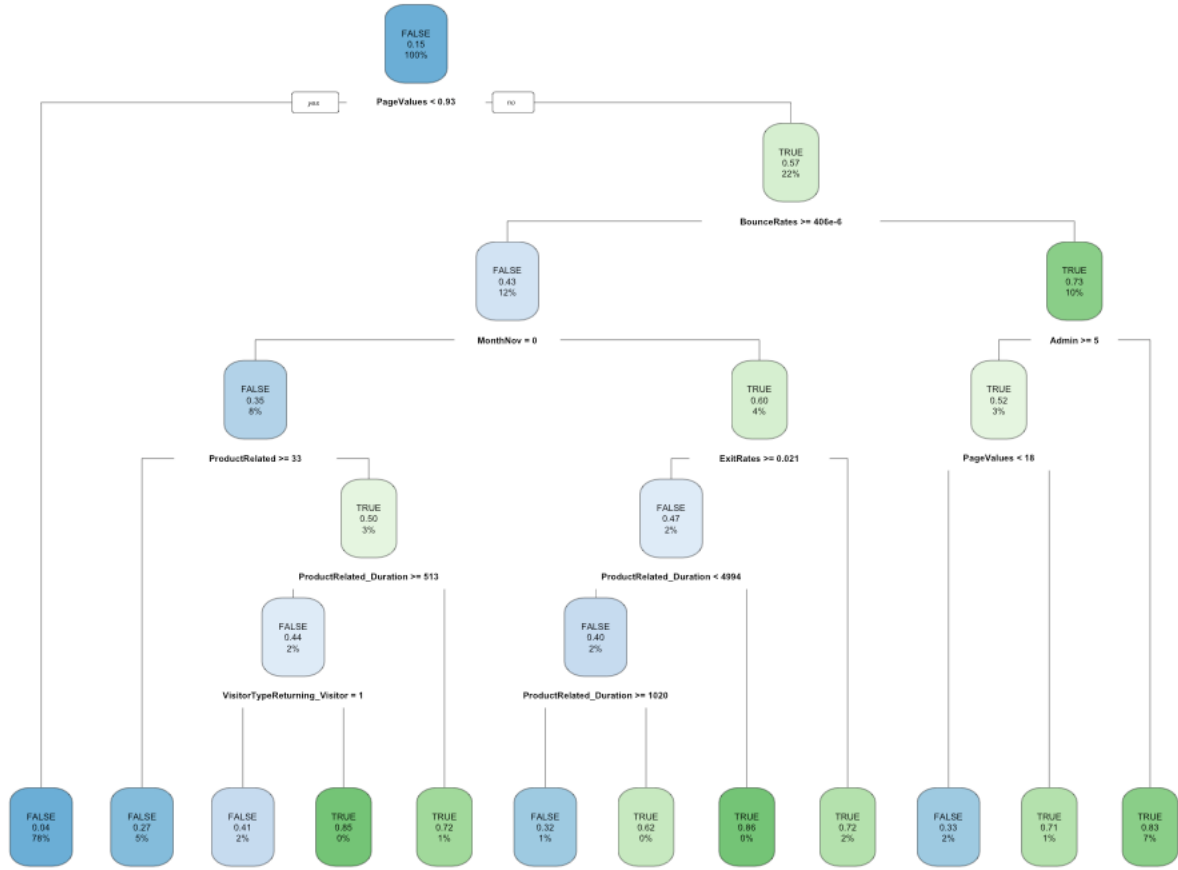 FALSE
0.15
100%
yes
PageValues < 0.93
no
TRUE
0.57
22%
BounceRates >= 406e-6
FALSE
0.43
12%
TRUE
0.73
10%
MonthNov = 0
Admin >= 5
FALSE
0.35
8%
TRUE
0.60
4%
TRUE
0.52
3%
ProductRelated >= 33
ExitRates >= 0.021
PageValues < 18
TRUE
0.50
3%
FALSE
0.47
2%
ProductRelated_Duration >= 513
ProductRelated_Duration < 4994
FALSE
0.44
2%
FALSE
0.40
2%
VisitorTypeReturning_Visitor = 1
ProductRelated_Duration >= 1020
FALSE
0.04
78%
FALSE
0.27
5%
FALSE
0.41
2%
TRUE
0.85
0%
TRUE
0.72
1%
FALSE
0.32
1%
TRUE
0.62
0%
TRUE
0.86
0%
TRUE
0.72
2%
FALSE
0.33
2%
TRUE
0.71
1%
TRUE
0.83
7%